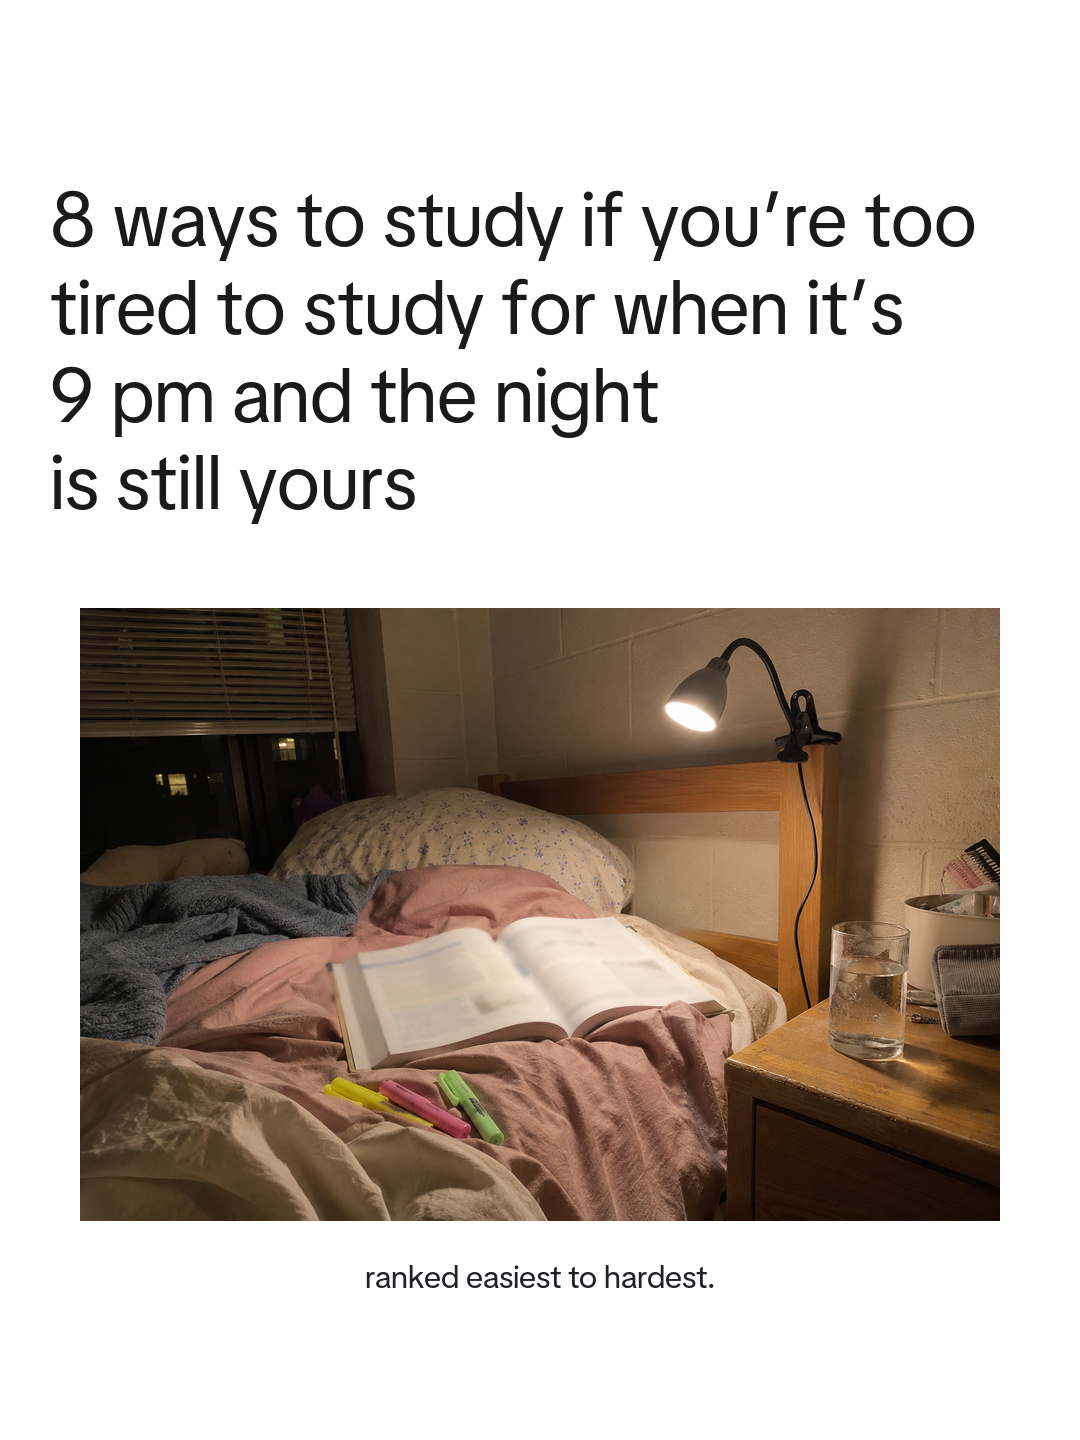 8 ways to study if you’re too
tired to study for when it’s
9 pm and the night
is still yours
ranked easiest to hardest.